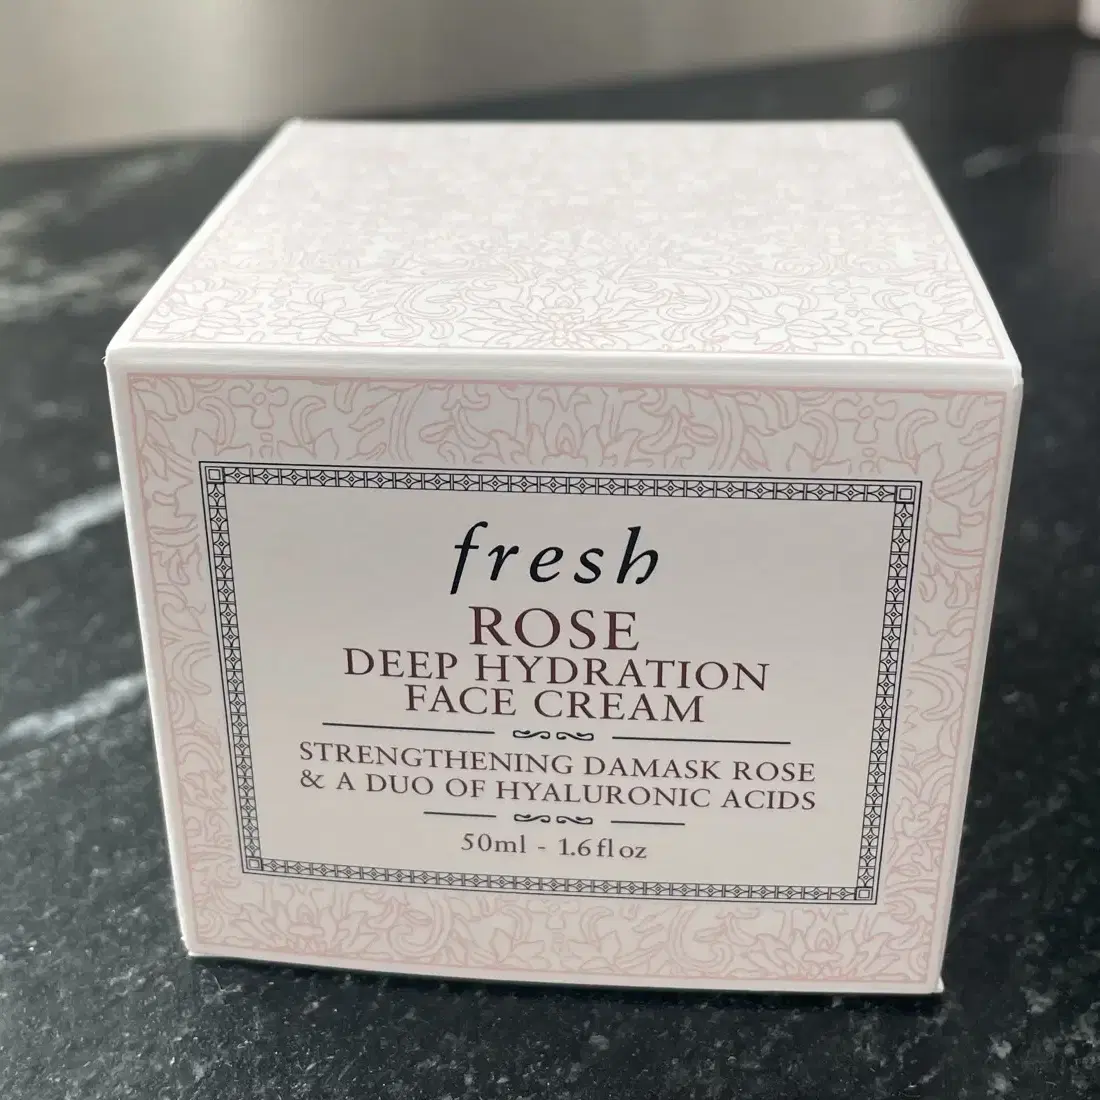 fresh
ROSE
DEEP HYDRATION
FACE CREAM
STRENGTHENING DAMASK ROSE
& A DUO OF HYALURONIC ACIDS
50ml - 1.6 fl oz